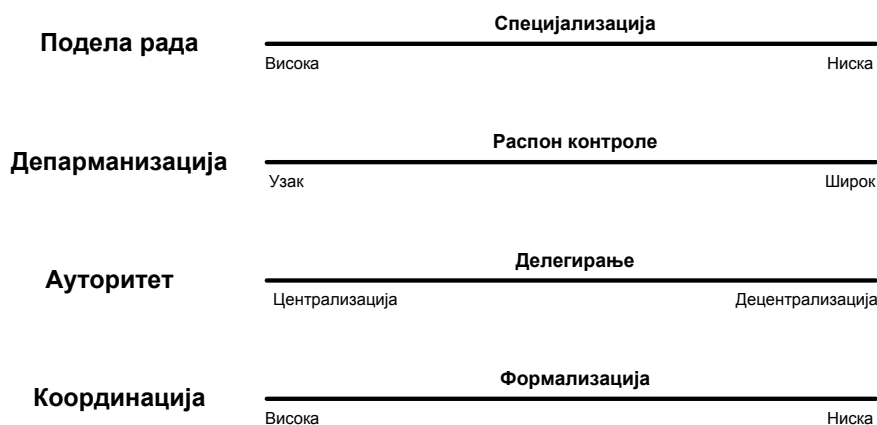 Специјализација
Подела рада
Висока Ниска
Распон контроле
Депарманизација
Узак Широк
Делегирање
Ауторитет
Централизација Децентрализација
Формализација
Координација
Висока Ниска